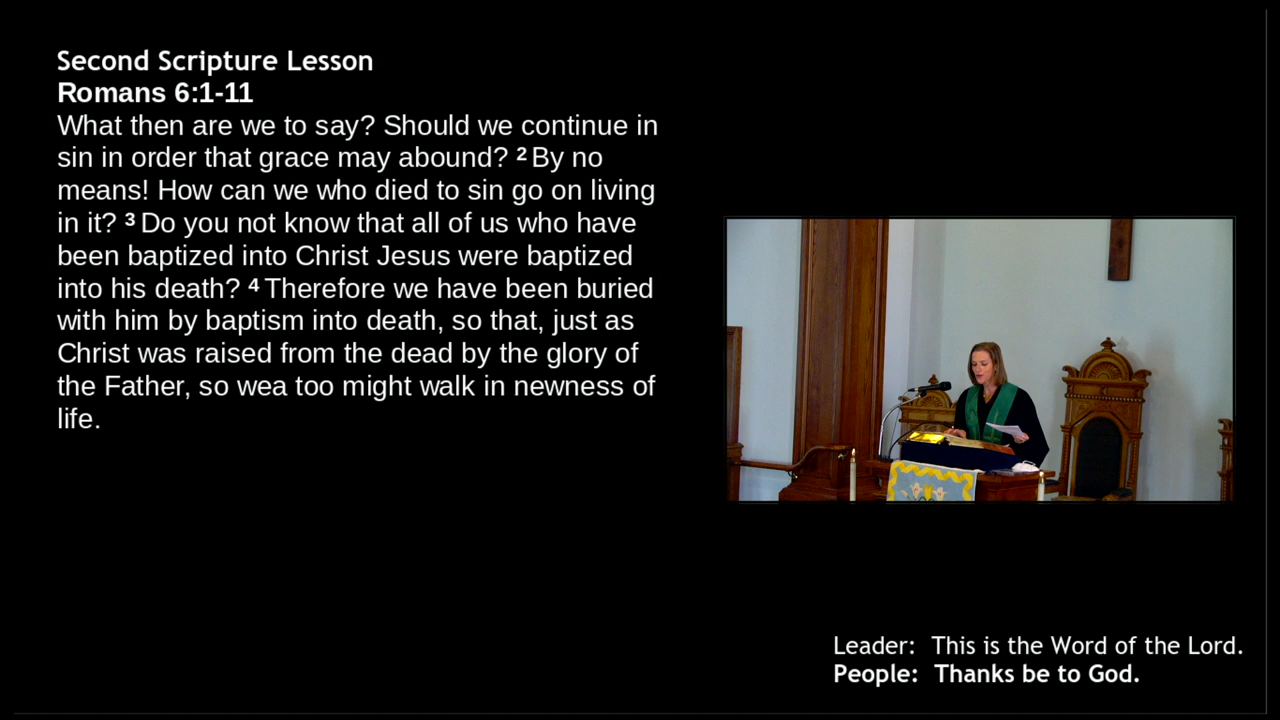 Second Scripture Lesson
Romans 6:1-11
What then are we to say? Should we continue in
sin in order that grace may abound? 2 By no
means! How can we who died to sin go on living
in it? 3 Do you not know that all of us who have
been baptized into Christ Jesus were baptized
into his death? 4 Therefore we have been buried
with him by baptism into death, so that, just as
Christ was raised from the dead by the glory of
the Father, so wea too might walk in newness of
life.
Leader: This is the Word of the Lord.
People: Thanks be to God.